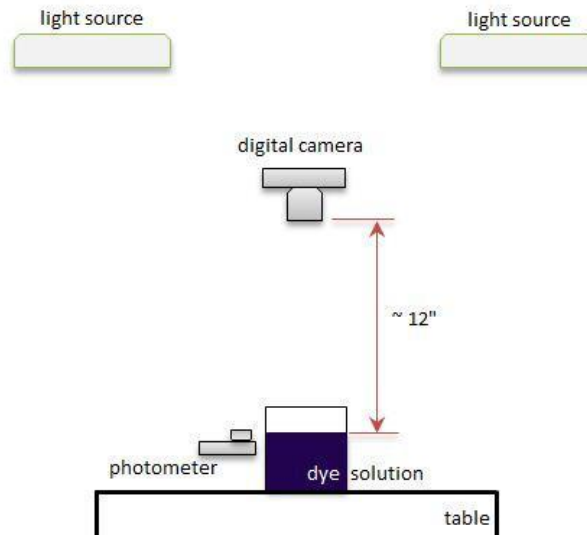 light source
light source
digital camera
~ 12"
photometer
dye solution
table